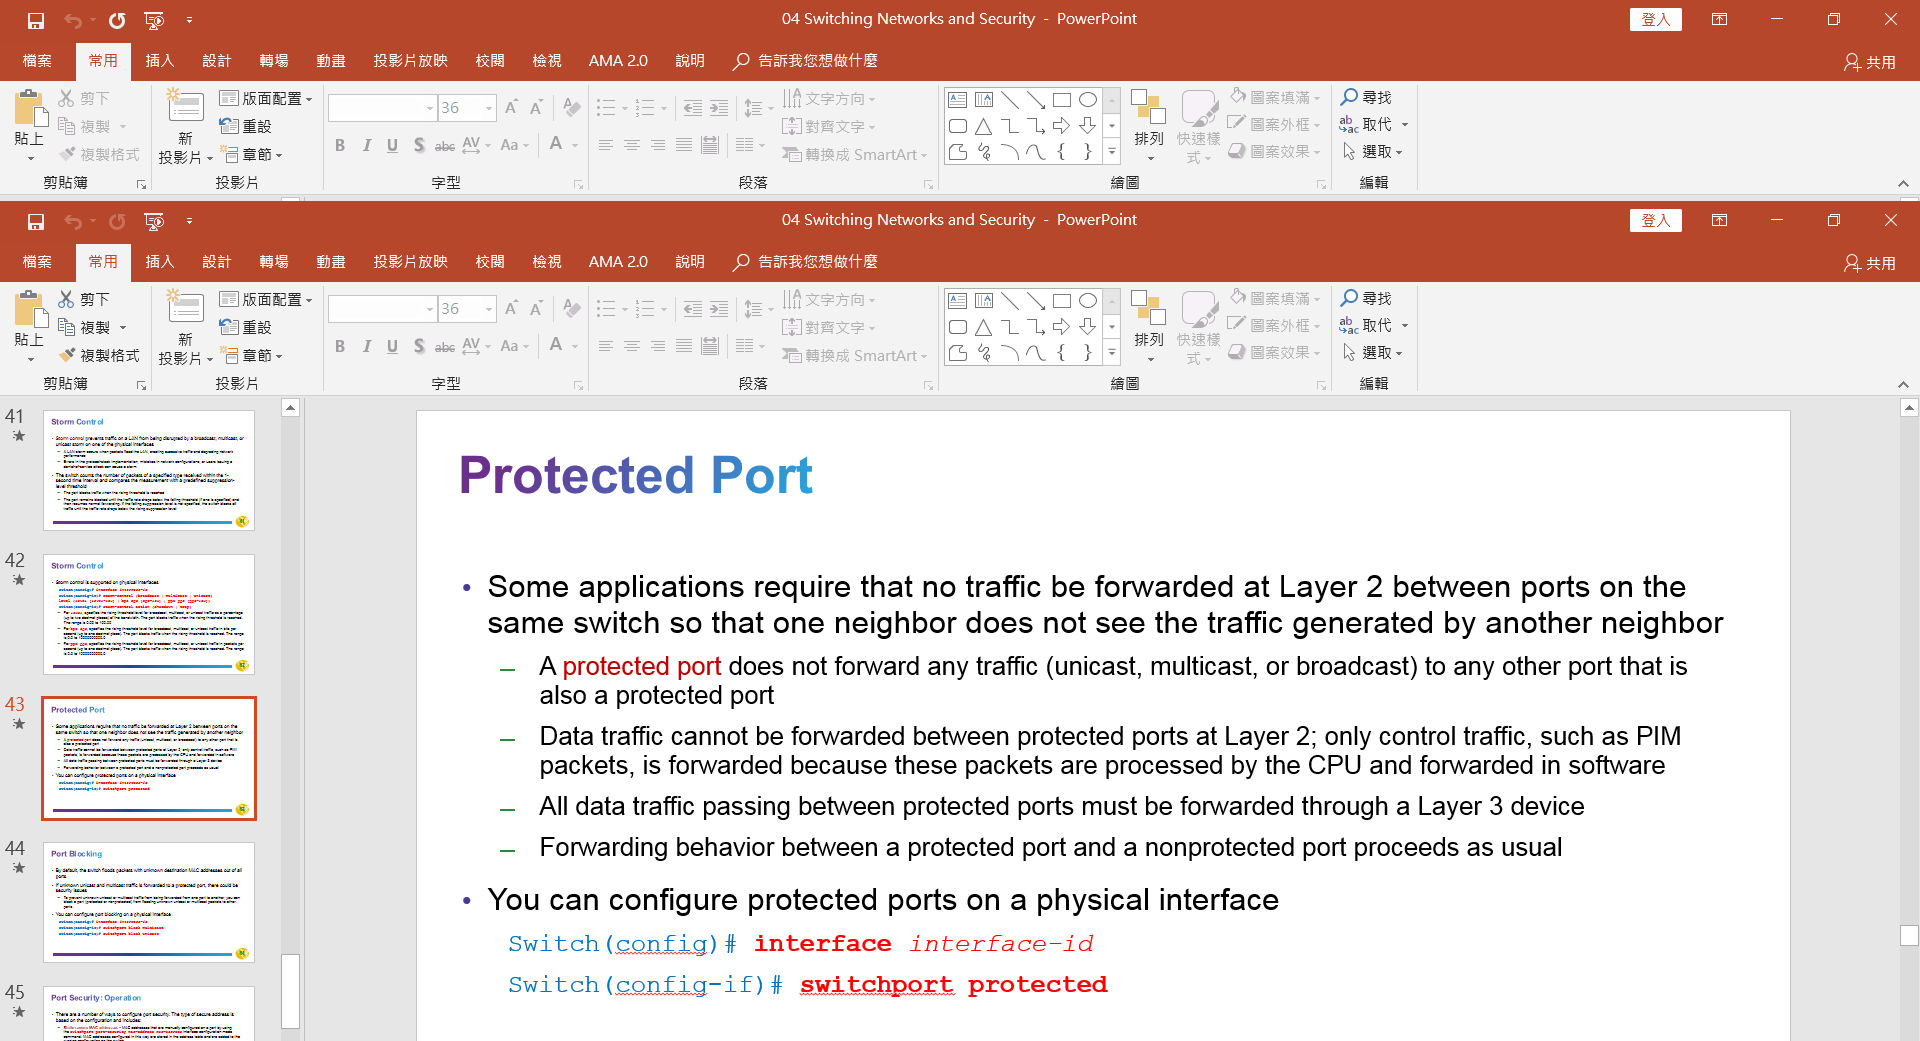 04 Switching Networks and Security - PowerPoint
登入
檔案 常用 插入 設計 轉場 動畫 投影片放映 校閱 檢視 AMA 2.0 說明 告訴我您想做什麼 共用
貼上 剪下 複製 複製格式 剪貼簿
新投影片 版面配置 重設 章節 投影片
36
字型
文字方向 對齊文字 轉換成 SmartArt 段落
排列 快速樣式 圖案填滿 圖案外框 圖案效果 繪圖
尋找 取代 選取 編輯
04 Switching Networks and Security - PowerPoint
登入
檔案 常用 插入 設計 轉場 動畫 投影片放映 校閱 檢視 AMA 2.0 說明 告訴我您想做什麼 共用
貼上 剪下 複製 複製格式 剪貼簿
新投影片 版面配置 重設 章節 投影片
36
字型
文字方向 對齊文字 轉換成 SmartArt 段落
排列 快速樣式 圖案填滿 圖案外框 圖案效果 繪圖
尋找 取代 選取 編輯
41
Storm Control
42
Storm Control
Storm control is supported on physical interfaces
43
Protected Port
44
Port Blocking
45
Port Security: Operation
Protected Port
• Some applications require that no traffic be forwarded at Layer 2 between ports on the
same switch so that one neighbor does not see the traffic generated by another neighbor
– A protected port does not forward any traffic (unicast, multicast, or broadcast) to any other port that is
also a protected port
– Data traffic cannot be forwarded between protected ports at Layer 2; only control traffic, such as PIM
packets, is forwarded because these packets are processed by the CPU and forwarded in software
– All data traffic passing between protected ports must be forwarded through a Layer 3 device
– Forwarding behavior between a protected port and a nonprotected port proceeds as usual
• You can configure protected ports on a physical interface
Switch(config)# interface interface-id
Switch(config-if)# switchport protected